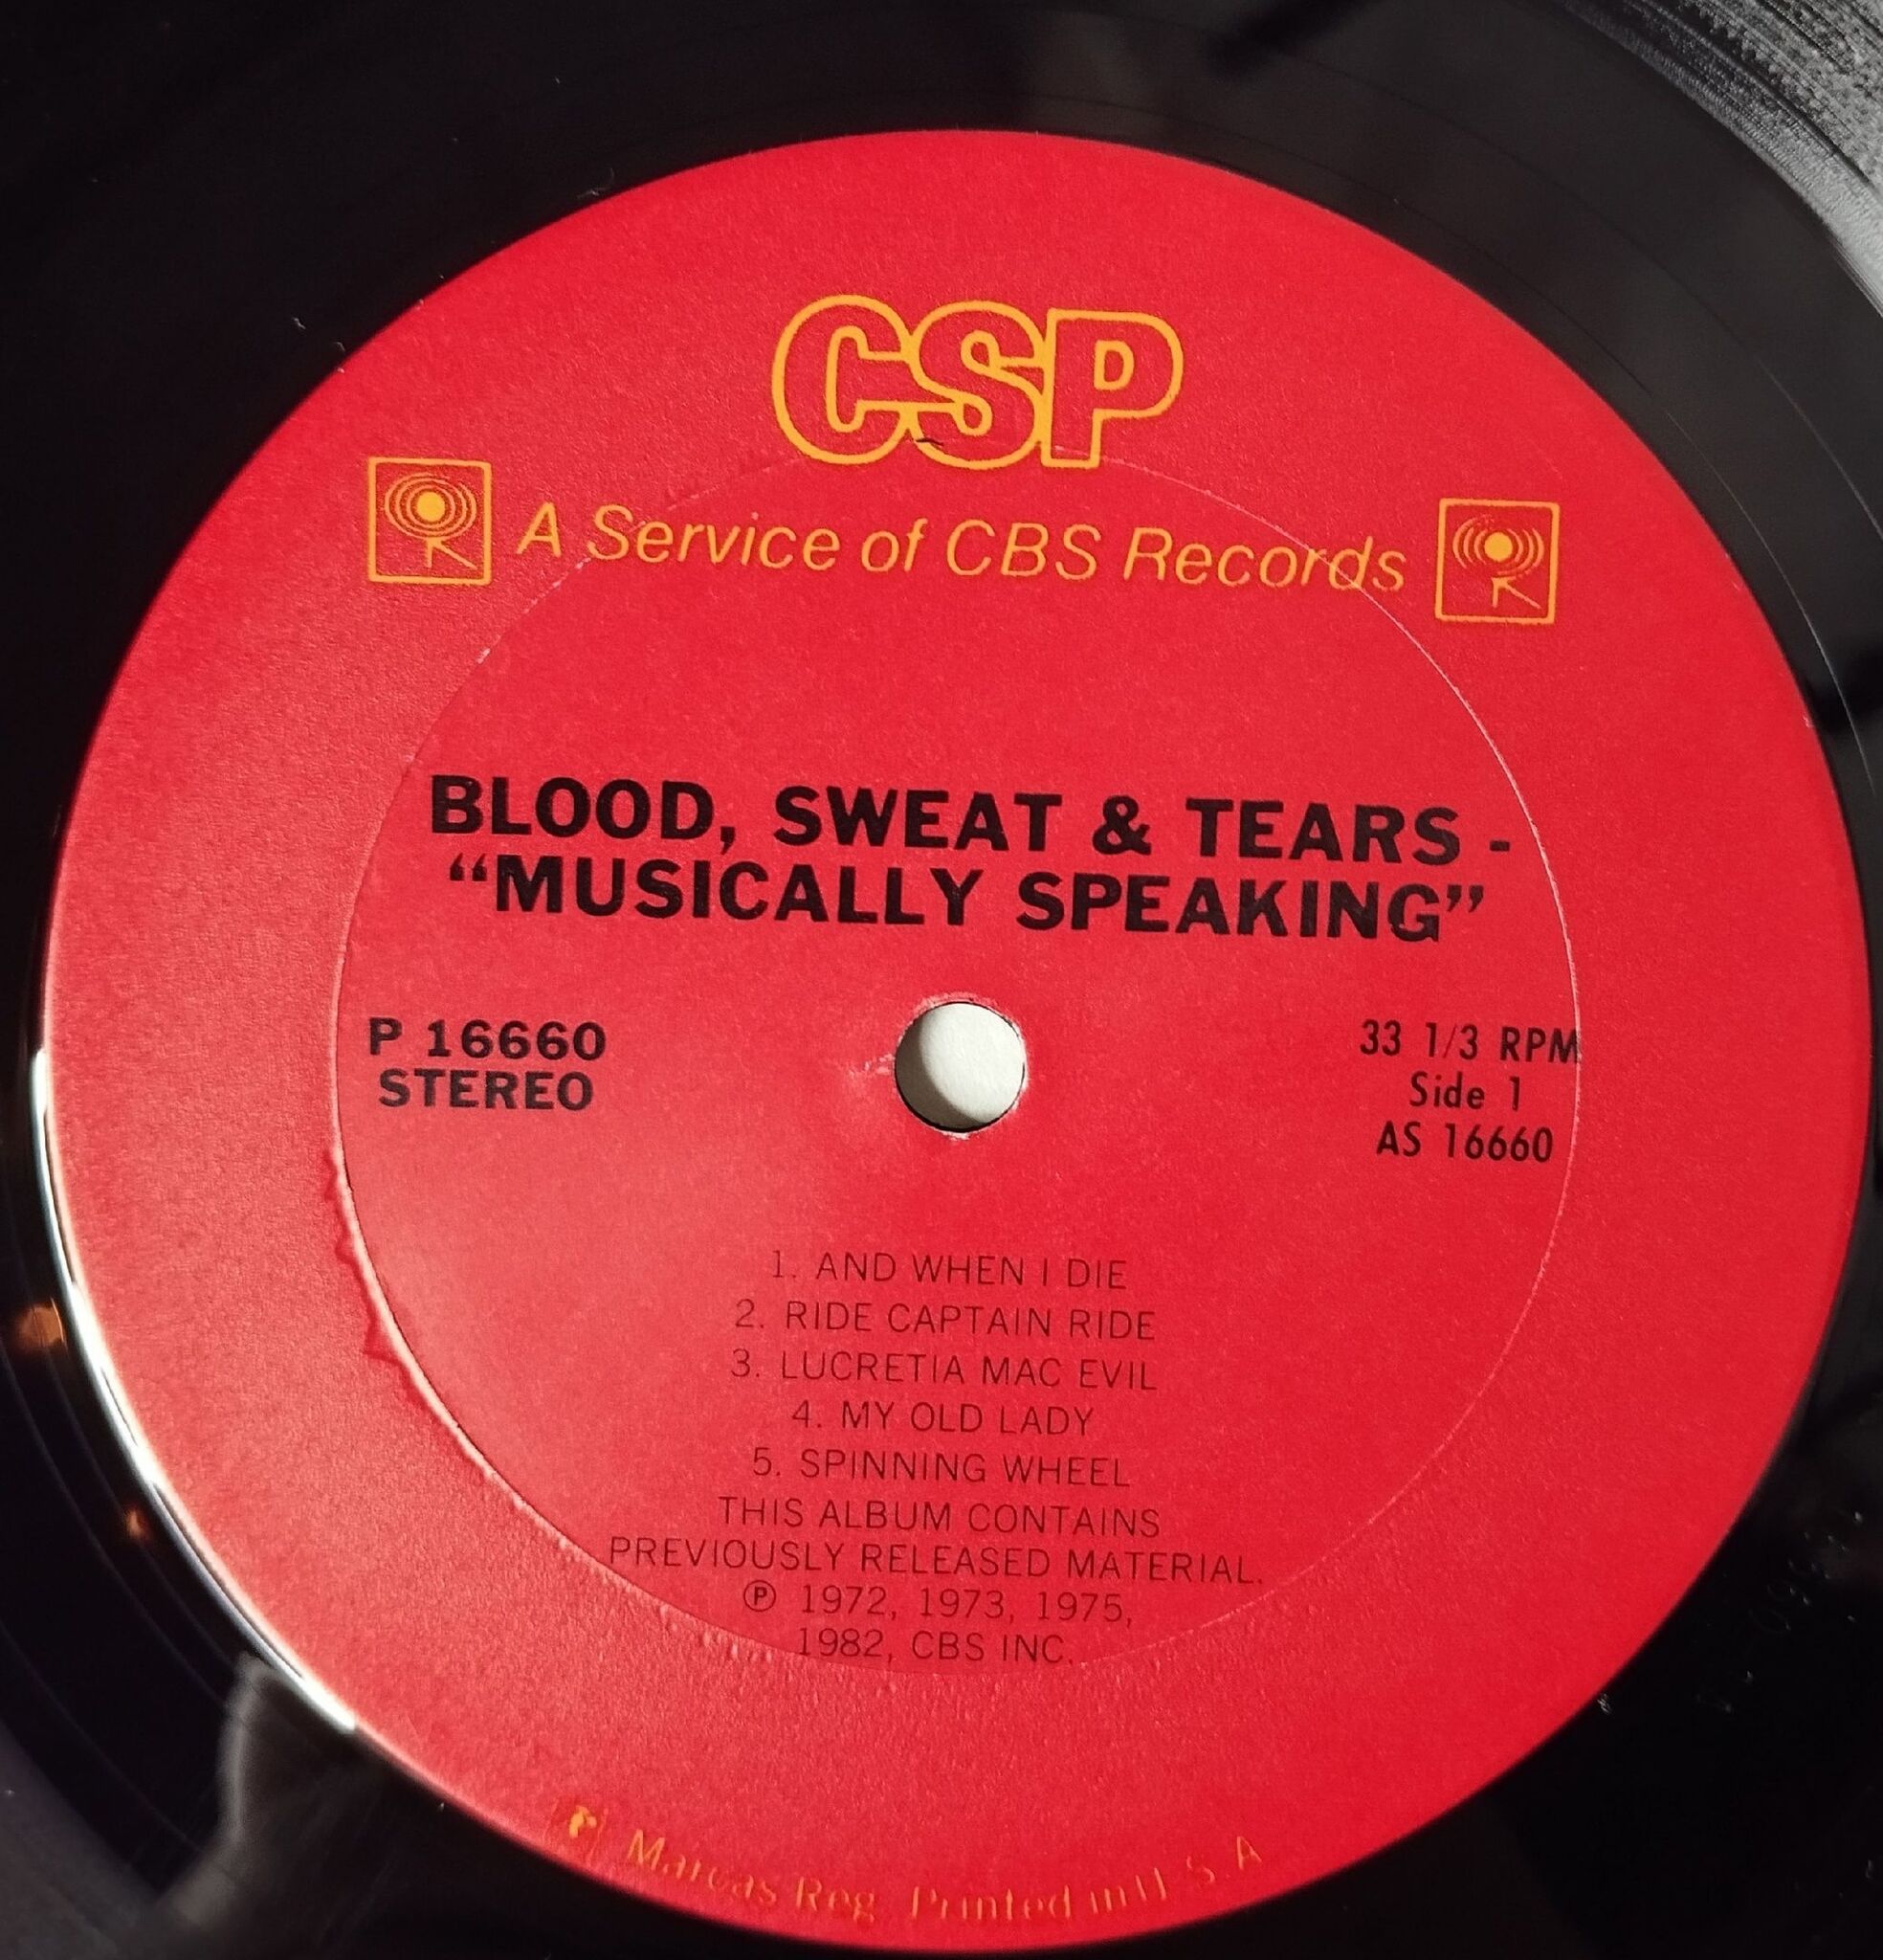 CSP
A Service of CBS Records
BLOOD, SWEAT & TEARS -
“MUSICALLY SPEAKING”
P 16660
STEREO
33 1/3 RPM
Side 1
AS 16660
1. AND WHEN I DIE
2. RIDE CAPTAIN RIDE
3. LUCRETIA MAC EVIL
4. MY OLD LADY
5. SPINNING WHEEL
THIS ALBUM CONTAINS
PREVIOUSLY RELEASED MATERIAL.
℗ 1972, 1973, 1975,
1982, CBS INC.
Marcas Reg. Printed in U.S.A